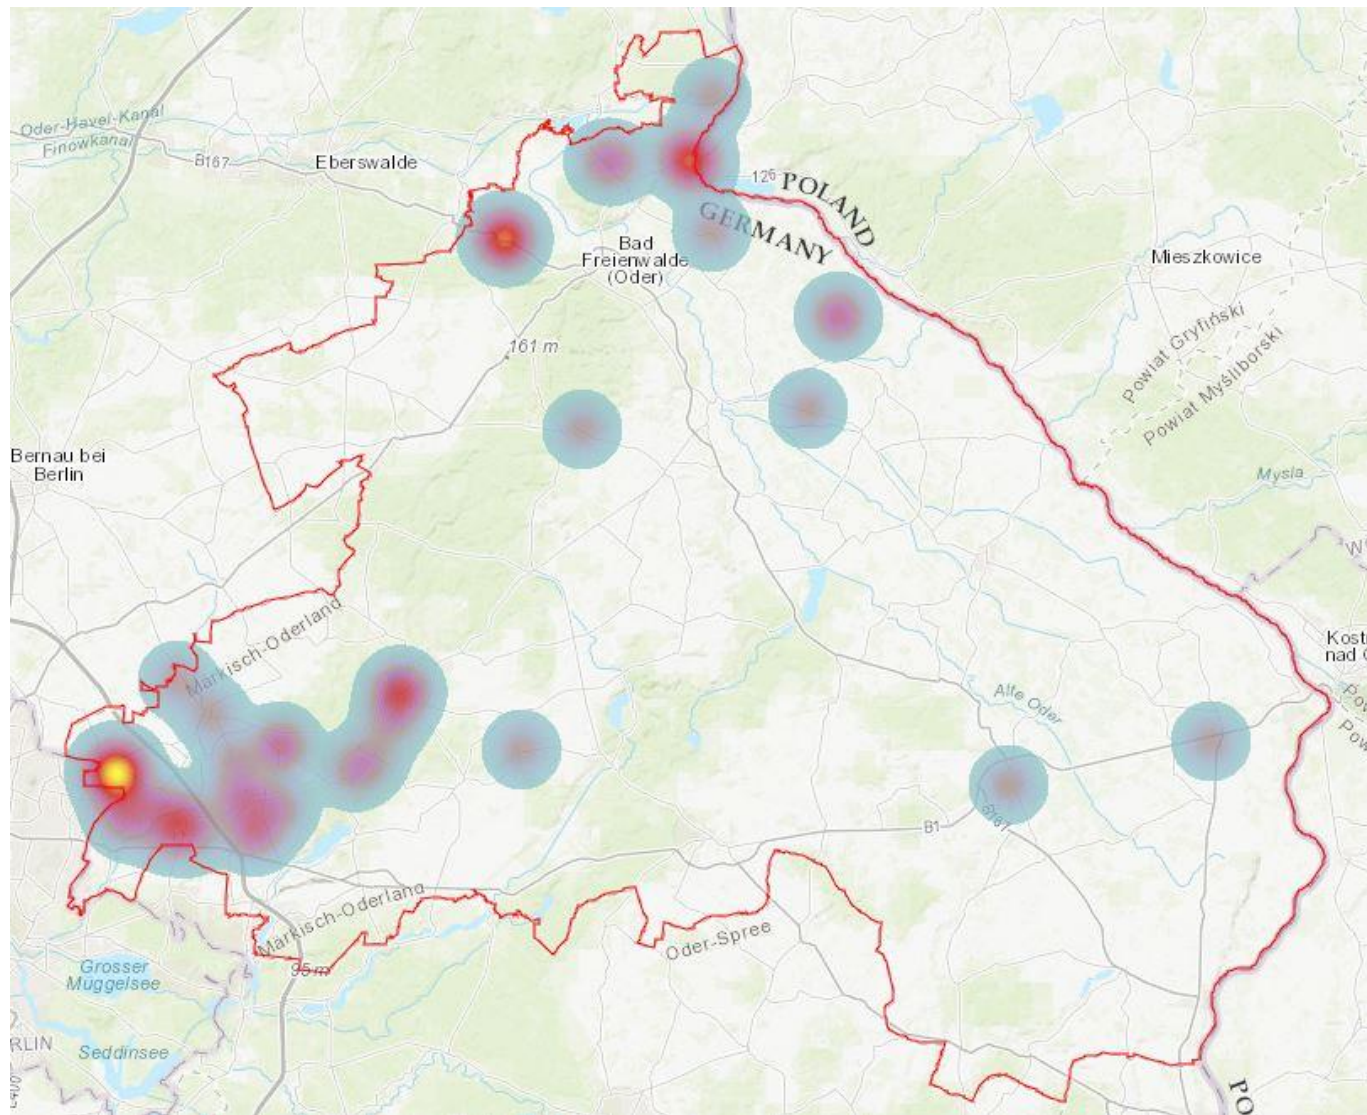 Oder-Havel-Kanal
Finowkanal
B167
Eberswalde
126
POLAND
GERMANY
Bad
Freienwalde
(Oder)
Mieszkowice
Powiat Gryfiński
Powiat Myśliborski
161 m
Bernau bei
Berlin
Mysla
Märkisch-Oderland
Alte Oder
nad
B1
B167
Märkisch-Oderland
Oder-Spree
95 m
Grosser
Müggelsee
Seddinsee